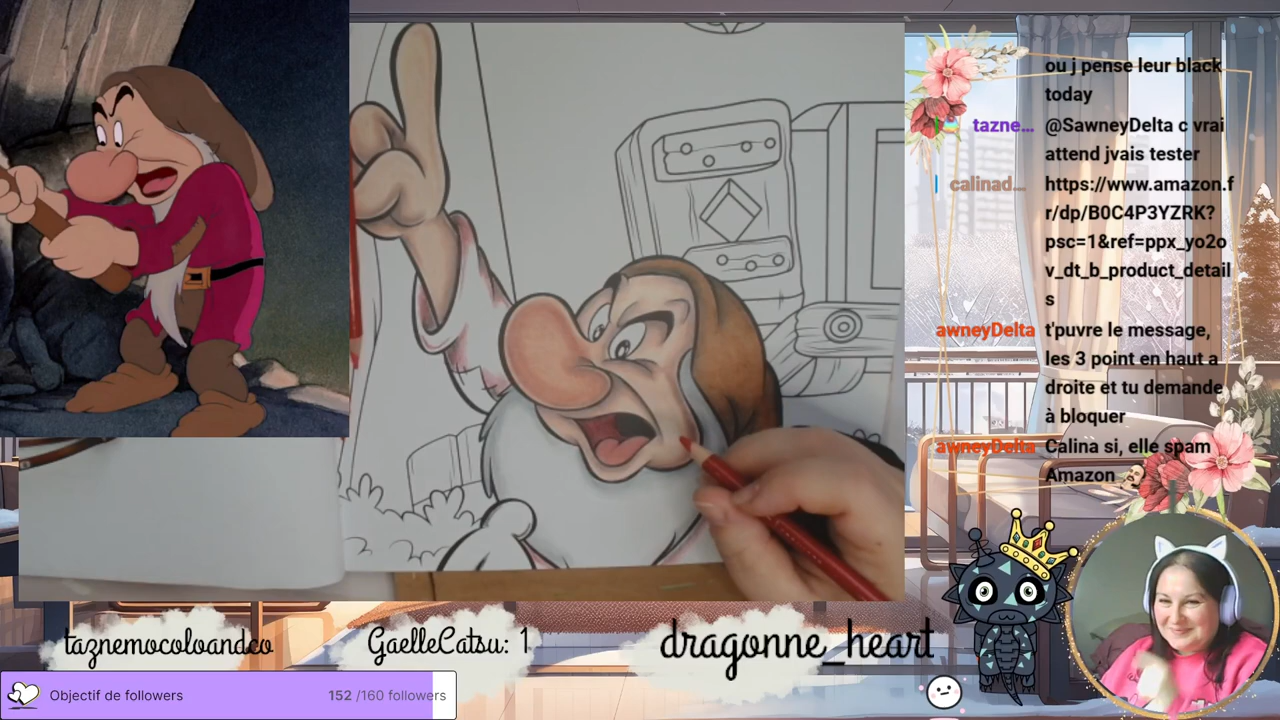 ou j pense leur black
today
tazne... @SawneyDelta c vrai
attend jvais tester
calinad... https://www.amazon.f
r/dp/B0C4P3YZRK?
psc=1&ref=ppx_yo2o
v_dt_b_product_detail
s
awneyDelta t'puvre le message,
les 3 point en haut a
droite et tu demande
à bloquer
awneyDelta Calina si, elle spam
Amazon
taznemocoloandco
GaelleCatsu: 1
dragonne_heart
Objectif de followers 152 /160 followers